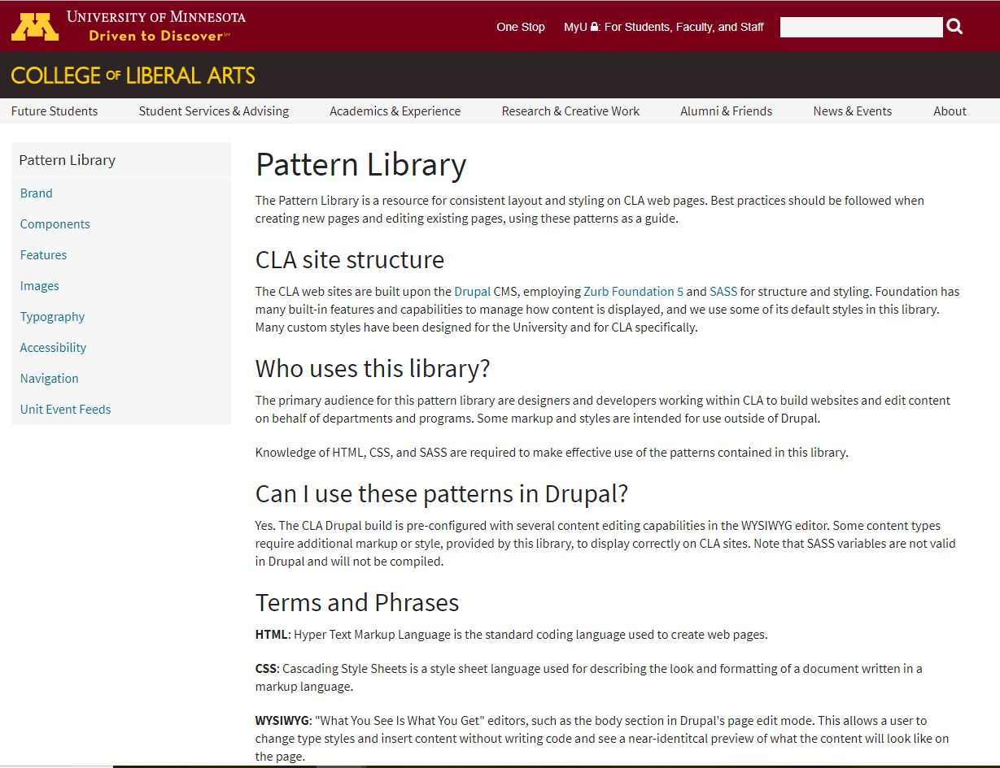 UNIVERSITY OF MINNESOTA
Driven to Discover℠
One Stop
MyU : For Students, Faculty, and Staff
COLLEGE OF LIBERAL ARTS
Future Students
Student Services & Advising
Academics & Experience
Research & Creative Work
Alumni & Friends
News & Events
About
Pattern Library
Brand
Components
Features
Images
Typography
Accessibility
Navigation
Unit Event Feeds
Pattern Library
The Pattern Library is a resource for consistent layout and styling on CLA web pages. Best practices should be followed when
creating new pages and editing existing pages, using these patterns as a guide.
CLA site structure
The CLA web sites are built upon the Drupal CMS, employing Zurb Foundation 5 and SASS for structure and styling. Foundation has
many built-in features and capabilities to manage how content is displayed, and we use some of its default styles in this library.
Many custom styles have been designed for the University and for CLA specifically.
Who uses this library?
The primary audience for this pattern library are designers and developers working within CLA to build websites and edit content
on behalf of departments and programs. Some markup and styles are intended for use outside of Drupal.
Knowledge of HTML, CSS, and SASS are required to make effective use of the patterns contained in this library.
Can I use these patterns in Drupal?
Yes. The CLA Drupal build is pre-configured with several content editing capabilities in the WYSIWYG editor. Some content types
require additional markup or style, provided by this library, to display correctly on CLA sites. Note that SASS variables are not valid
in Drupal and will not be compiled.
Terms and Phrases
HTML: Hyper Text Markup Language is the standard coding language used to create web pages.
CSS: Cascading Style Sheets is a style sheet language used for describing the look and formatting of a document written in a
markup language.
WYSIWYG: "What You See Is What You Get" editors, such as the body section in Drupal's page edit mode. This allows a user to
change type styles and insert content without writing code and see a near-identitcal preview of what the content will look like on
the page.